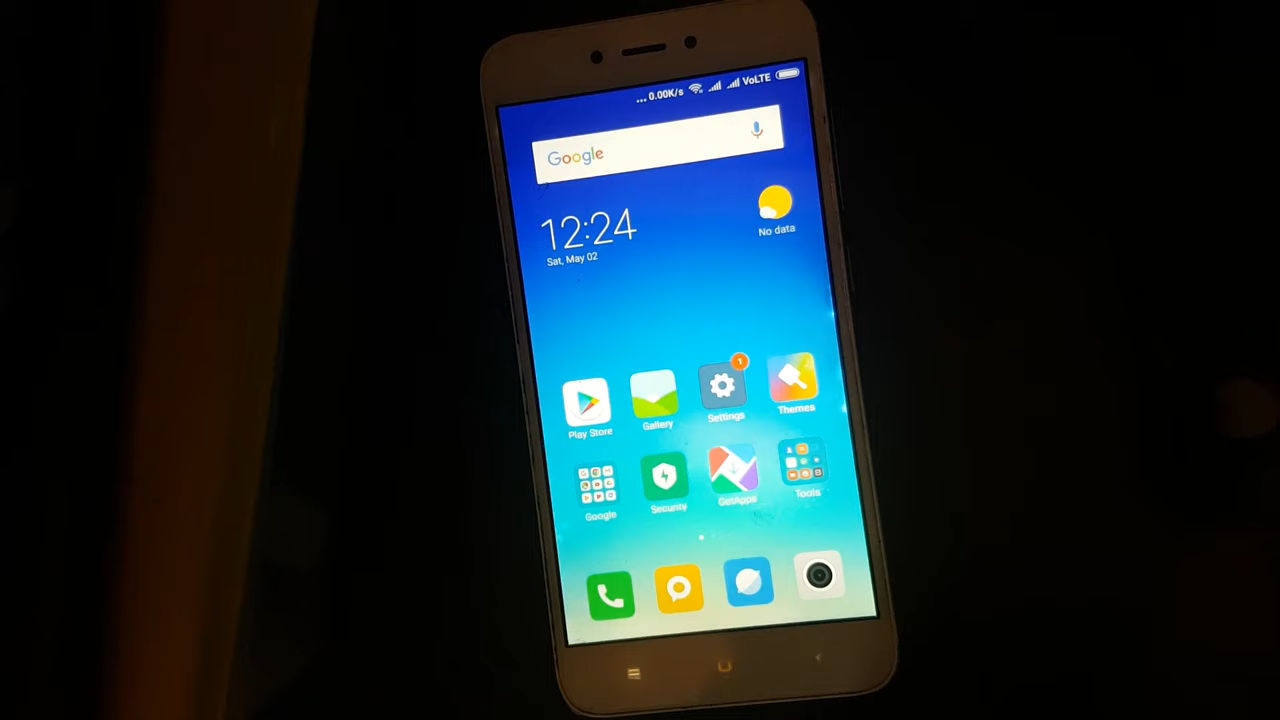 ... 0.00K/s VoLTE
Google
12:24
Sat, May 02
No data
1
Play Store
Gallery
Settings
Themes
Google
Security
GetApps
Tools